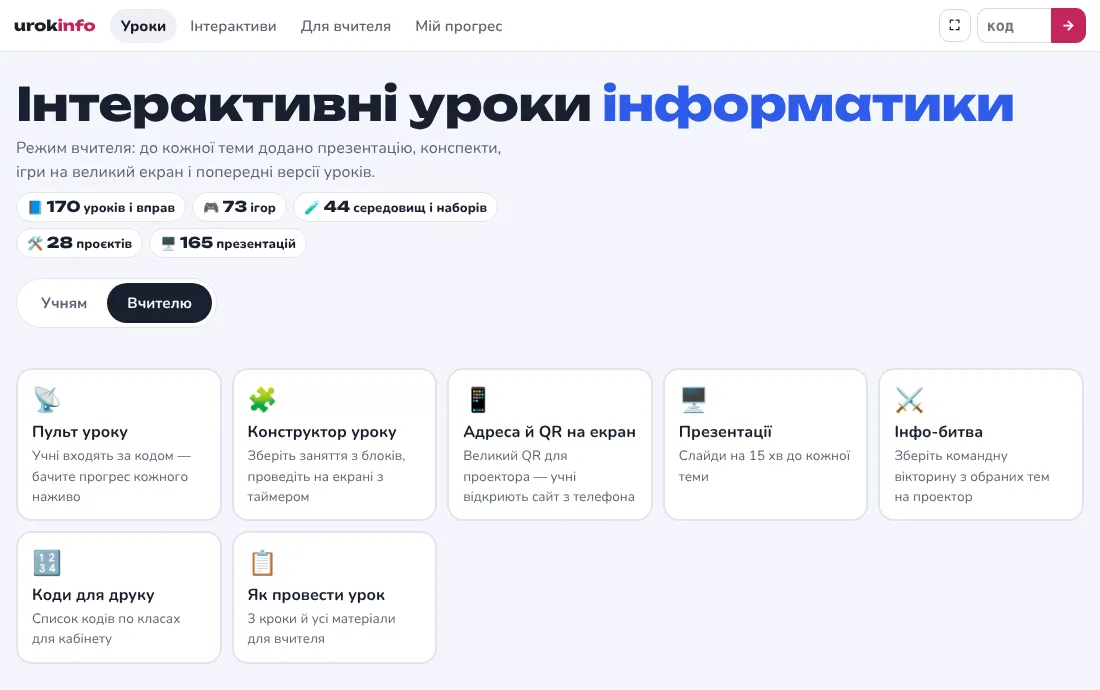 urokinfo Уроки Інтерактиви Для вчителя Мій прогрес код →
Інтерактивні уроки інформатики
Режим вчителя: до кожної теми додано презентацію, конспекти,
ігри на великий екран і попередні версії уроків.
170 уроків і вправ 73 ігор 44 середовищ і наборів
28 проєктів 165 презентацій
Учням Вчителю
Пульт уроку
Учні входять за кодом —
бачите прогрес кожного
наживо
Конструктор уроку
Зберіть заняття з блоків,
проведіть на екрані з
таймером
Адреса й QR на екран
Великий QR для
проектора — учні
відкриють сайт з телефона
Презентації
Слайди на 15 хв до кожної
теми
Інфо-битва
Зберіть командну
вікторину з обраних тем
на проектор
1 2
3 4
Коди для друку
Список кодів по класах
для кабінету
Як провести урок
3 кроки й усі матеріали
для вчителя